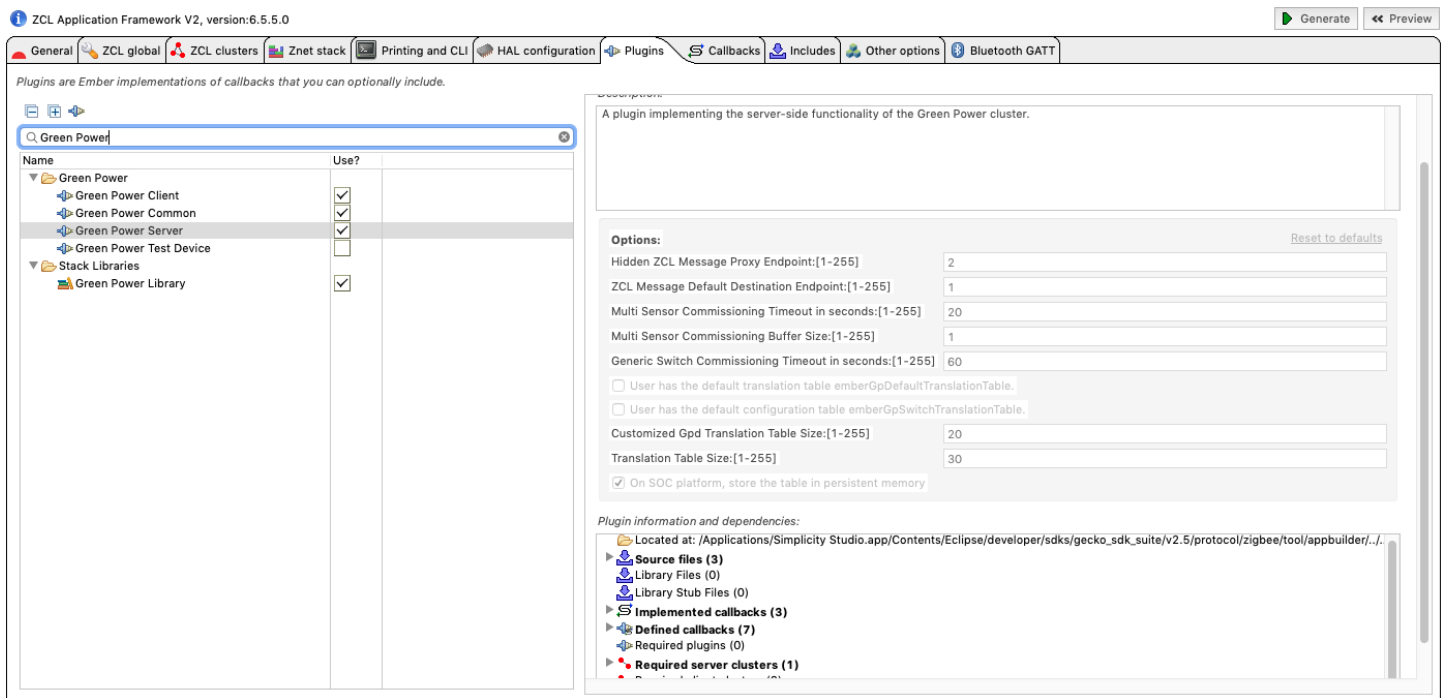 ZCL Application Framework V2, version:6.5.5.0
Generate
Preview
General
ZCL global
ZCL clusters
Znet stack
Printing and CLI
HAL configuration
Plugins
Callbacks
Includes
Other options
Bluetooth GATT
Plugins are Ember implementations of callbacks that you can optionally include.
Green Power
Name Use?
Green Power
Green Power Client
Green Power Common
Green Power Server
Green Power Test Device
Stack Libraries
Green Power Library
Description:
A plugin implementing the server-side functionality of the Green Power cluster.
Options:
Reset to defaults
Hidden ZCL Message Proxy Endpoint:[1-255] 2
ZCL Message Default Destination Endpoint:[1-255] 1
Multi Sensor Commissioning Timeout in seconds:[1-255] 20
Multi Sensor Commissioning Buffer Size:[1-255] 1
Generic Switch Commissioning Timeout in seconds:[1-255] 60
User has the default translation table emberGpDefaultTranslationTable.
User has the default configuration table emberGpSwitchTranslationTable.
Customized Gpd Translation Table Size:[1-255] 20
Translation Table Size:[1-255] 30
On SOC platform, store the table in persistent memory
Plugin information and dependencies:
Located at: /Applications/Simplicity Studio.app/Contents/Eclipse/developer/sdks/gecko_sdk_suite/v2.5/protocol/zigbee/tool/appbuilder/../..
Source files (3)
Library Files (0)
Library Stub Files (0)
Implemented callbacks (3)
Defined callbacks (7)
Required plugins (0)
Required server clusters (1)